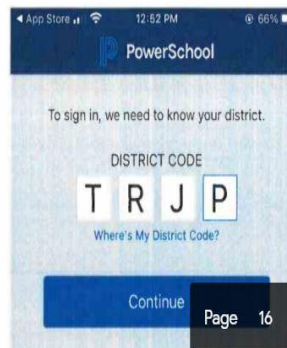 App Store 12:52 PM 66%
PowerSchool
To sign in, we need to know your district.
DISTRICT CODE
T R J P
Where's My District Code?
Continue
Page 16